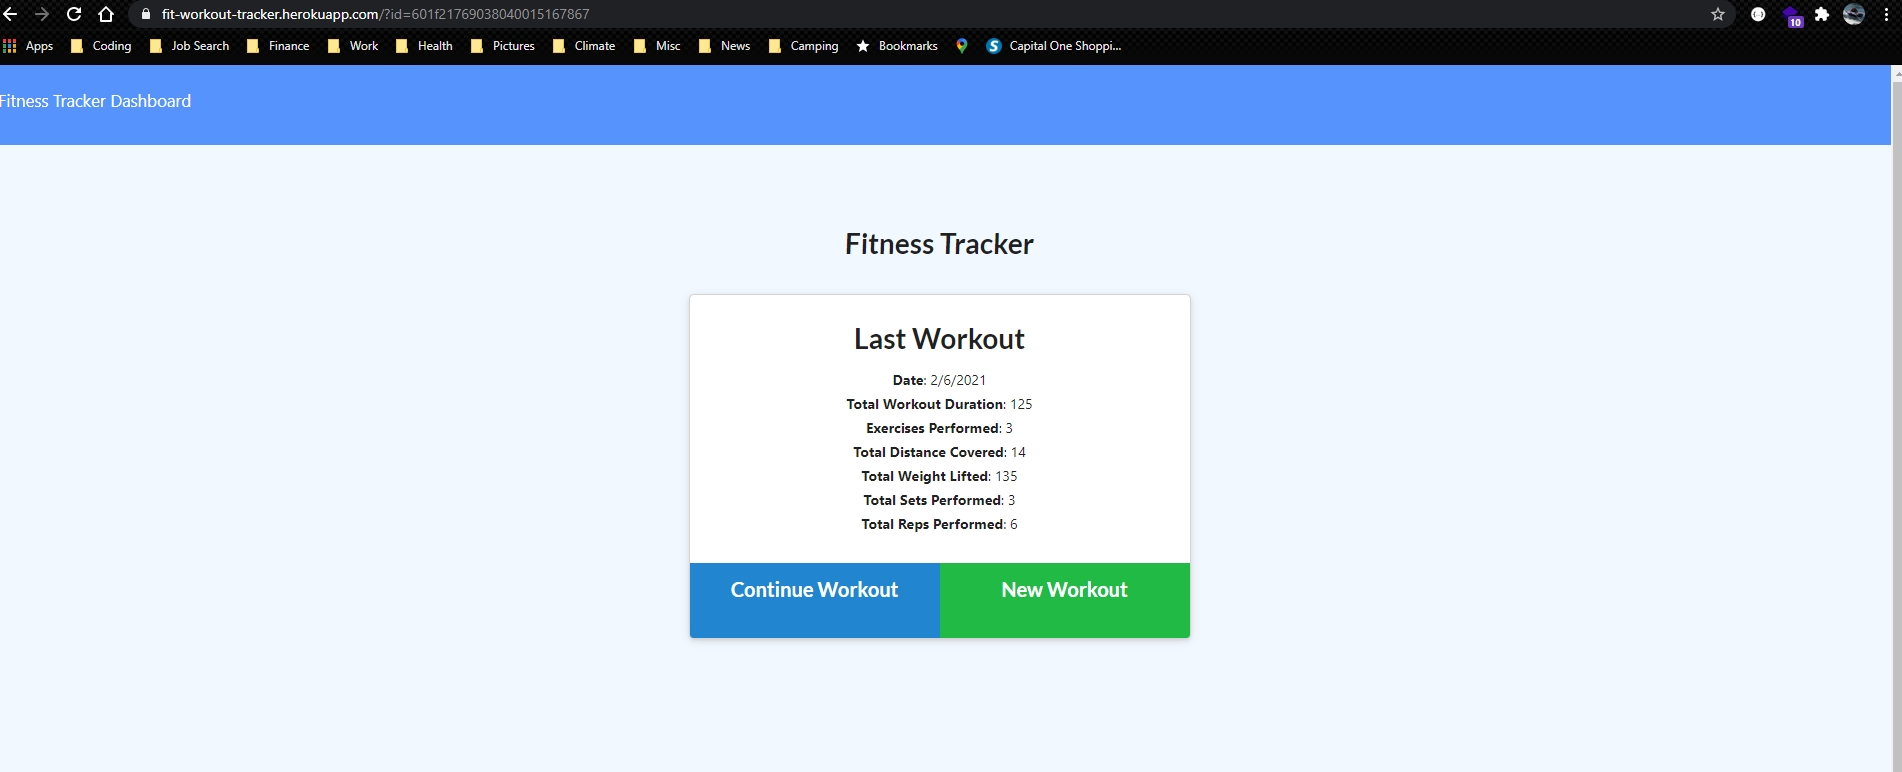 fit-workout-tracker.herokuapp.com/?id=601f21769038040015167867
10
Apps Coding Job Search Finance Work Health Pictures Climate Misc News Camping Bookmarks S Capital One Shoppi...
Fitness Tracker Dashboard
Fitness Tracker
Last Workout
Date: 2/6/2021
Total Workout Duration: 125
Exercises Performed: 3
Total Distance Covered: 14
Total Weight Lifted: 135
Total Sets Performed: 3
Total Reps Performed: 6
Continue Workout New Workout